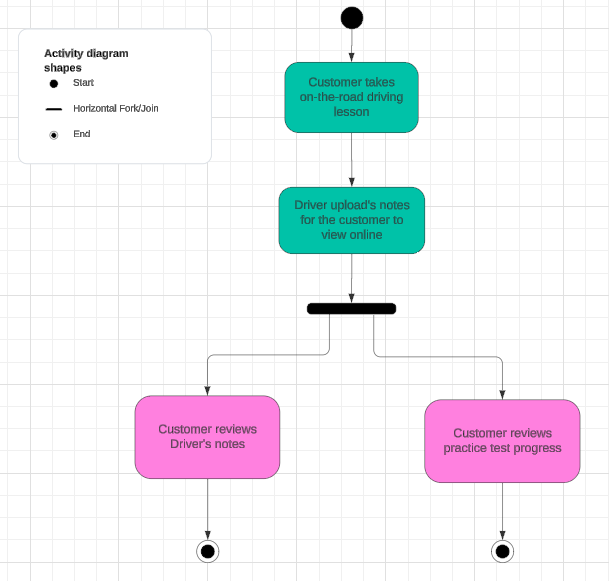 Activity diagram
shapes
Start
Horizontal Fork/Join
End
Customer takes
on-the-road driving
lesson
Driver upload's notes
for the customer to
view online
Customer reviews
Driver's notes
Customer reviews
practice test progress